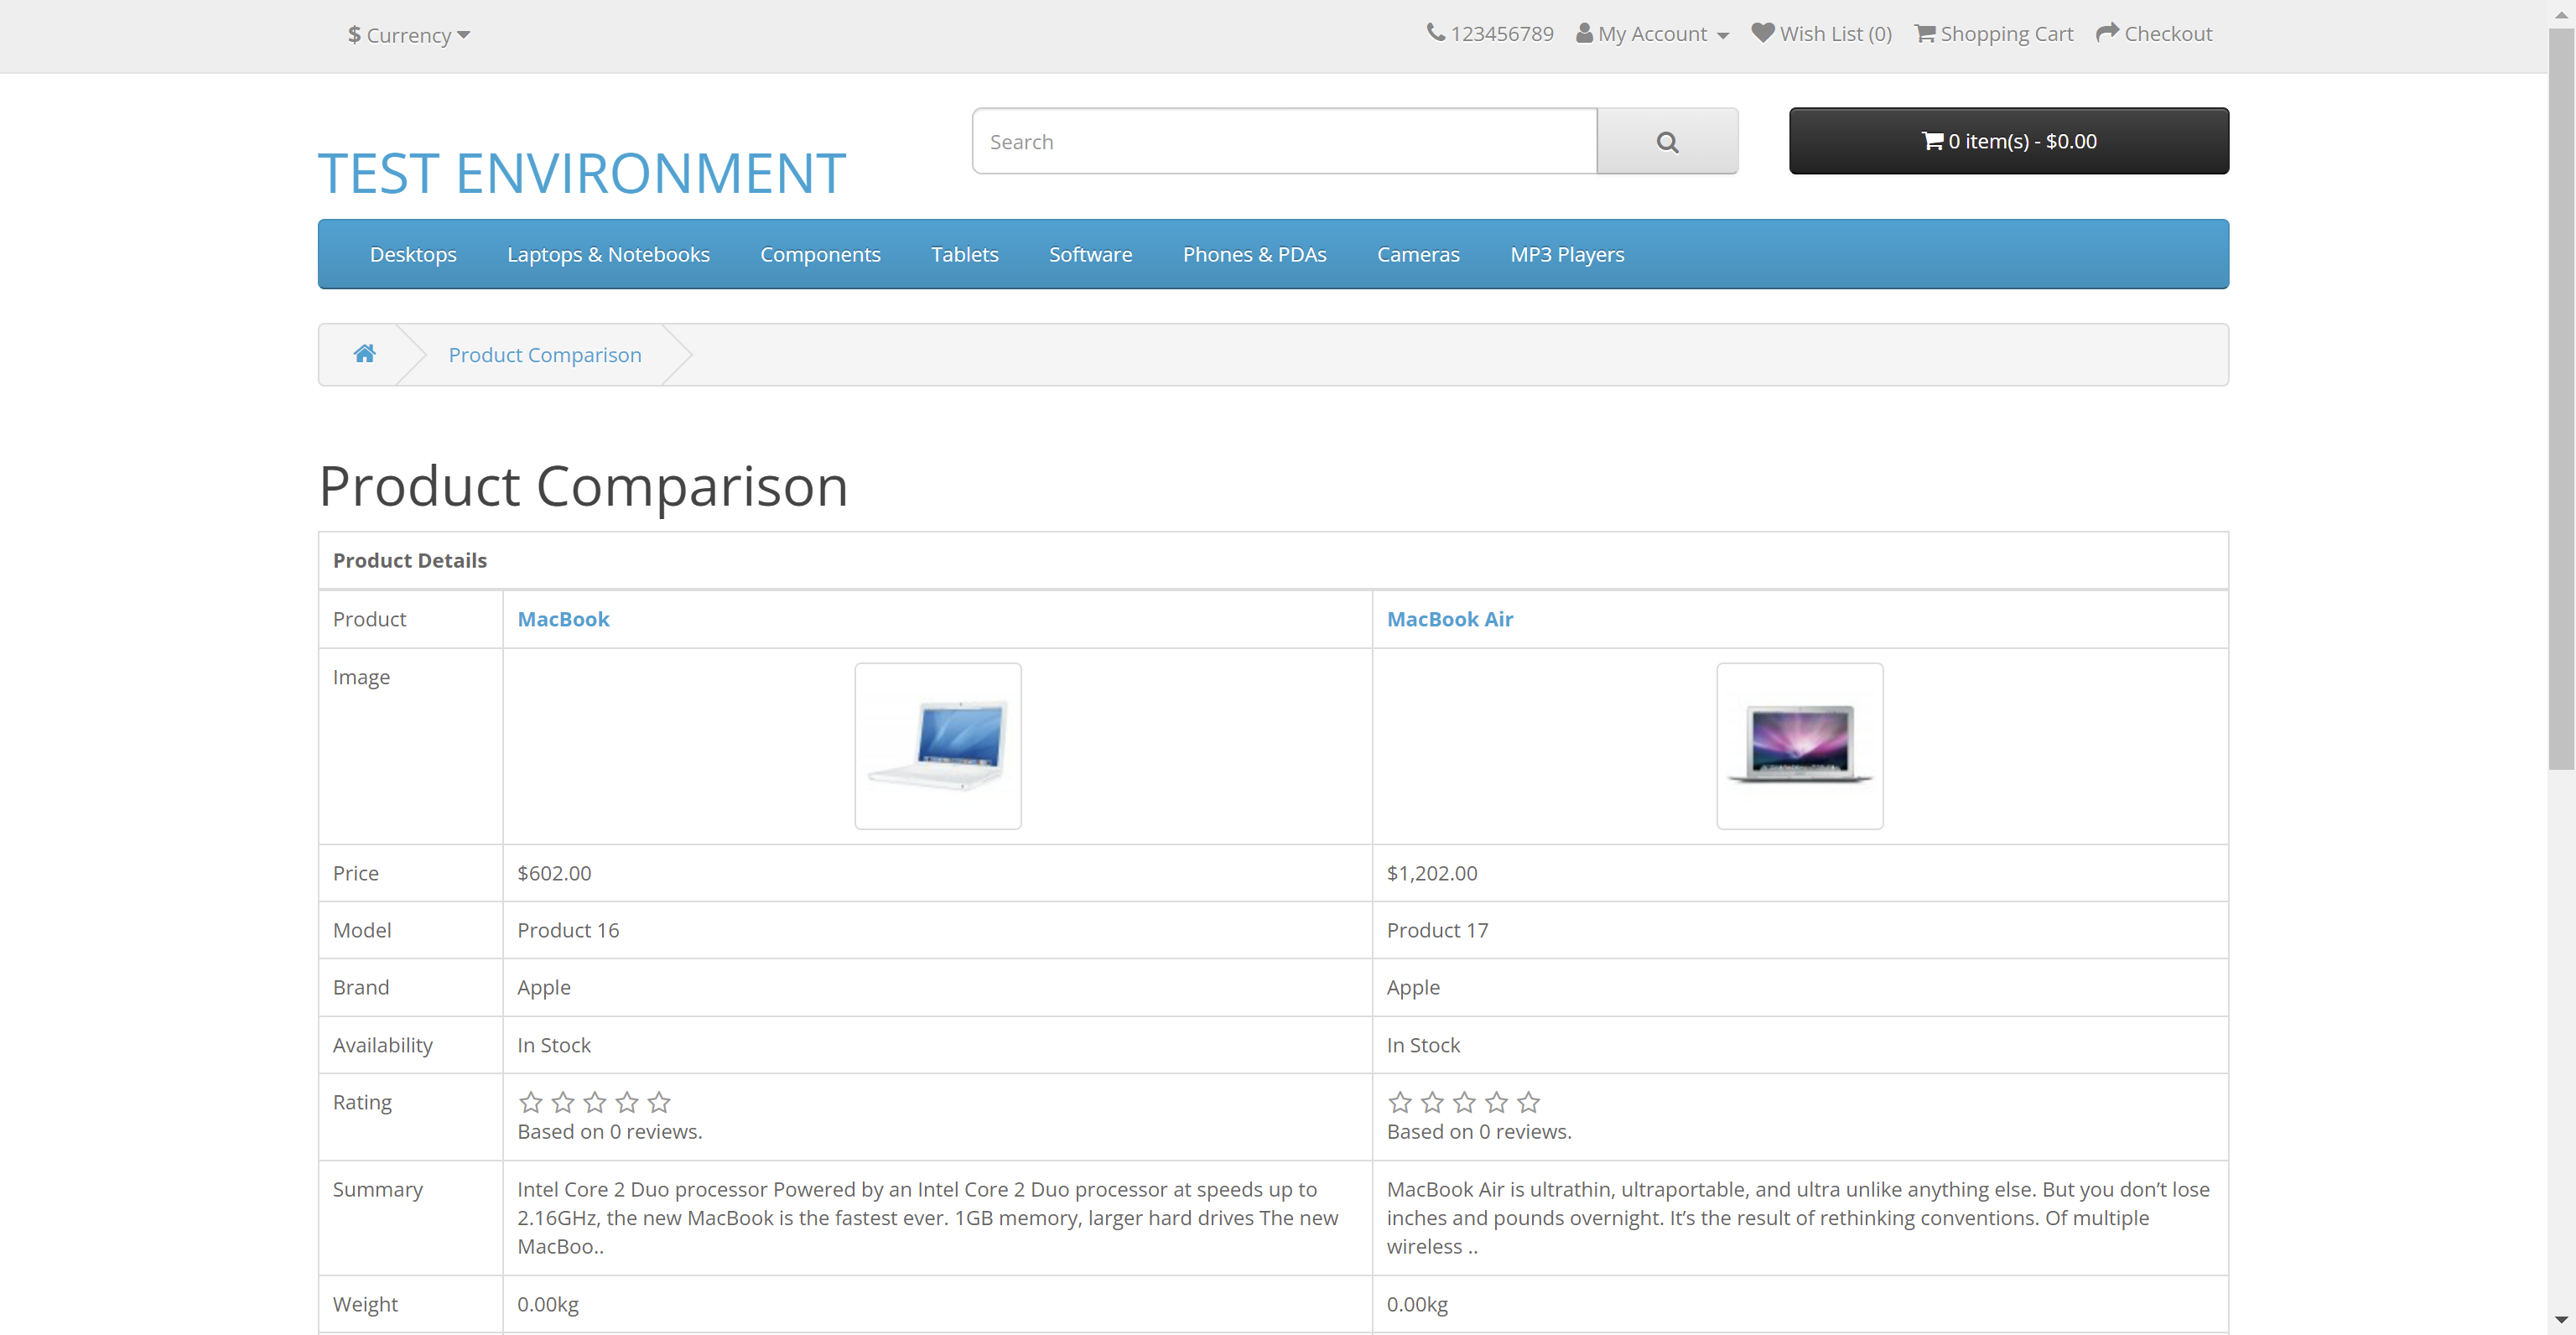 $ Currency
123456789 My Account Wish List (0) Shopping Cart Checkout
Search
0 item(s) - $0.00
TEST ENVIRONMENT
Desktops Laptops & Notebooks Components Tablets Software Phones & PDAs Cameras MP3 Players
Product Comparison
Product Comparison
Product Details
Product MacBook MacBook Air
Image
Price $602.00 $1,202.00
Model Product 16 Product 17
Brand Apple Apple
Availability In Stock In Stock
Rating
Based on 0 reviews. Based on 0 reviews.
Summary Intel Core 2 Duo processor Powered by an Intel Core 2 Duo processor at speeds up to
2.16GHz, the new MacBook is the fastest ever. 1GB memory, larger hard drives The new
MacBoo..
MacBook Air is ultrathin, ultraportable, and ultra unlike anything else. But you don’t lose
inches and pounds overnight. It’s the result of rethinking conventions. Of multiple
wireless ..
Weight 0.00kg 0.00kg